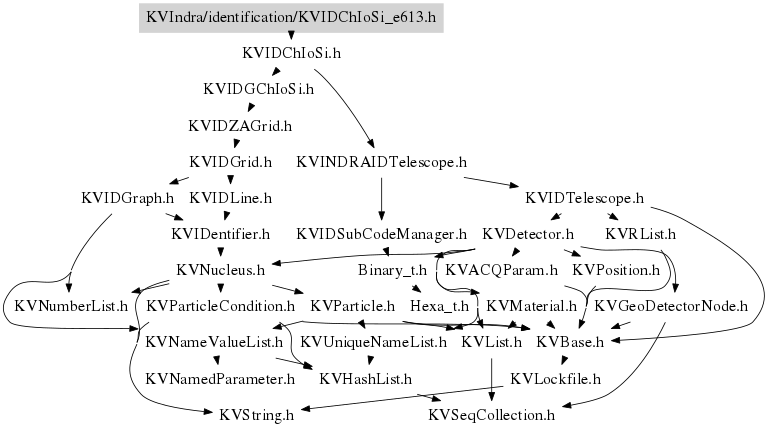 KVIndra/identification/KVIDChIoSi_e613.h
KVIDChIoSi.h
KVIDGChIoSi.h
KVIDZAGrid.h
KVIDGrid.h KVINDRAIDTelescope.h
KVIDGraph.h KVIDLine.h KVIDTelescope.h
KVIDentifier.h KVIDSubCodeManager.h KVDetector.h KVRList.h
KVNucleus.h Binary_t.h KVACQParam.h KVPosition.h
KVNumberList.h KVParticleCondition.h KVParticle.h Hexa_t.h KVMaterial.h KVGeoDetectorNode.h
KVNameValueList.h KVUniqueNameList.h KVList.h KVBase.h
KVNamedParameter.h KVHashList.h KVLockfile.h
KVString.h KVSeqCollection.h